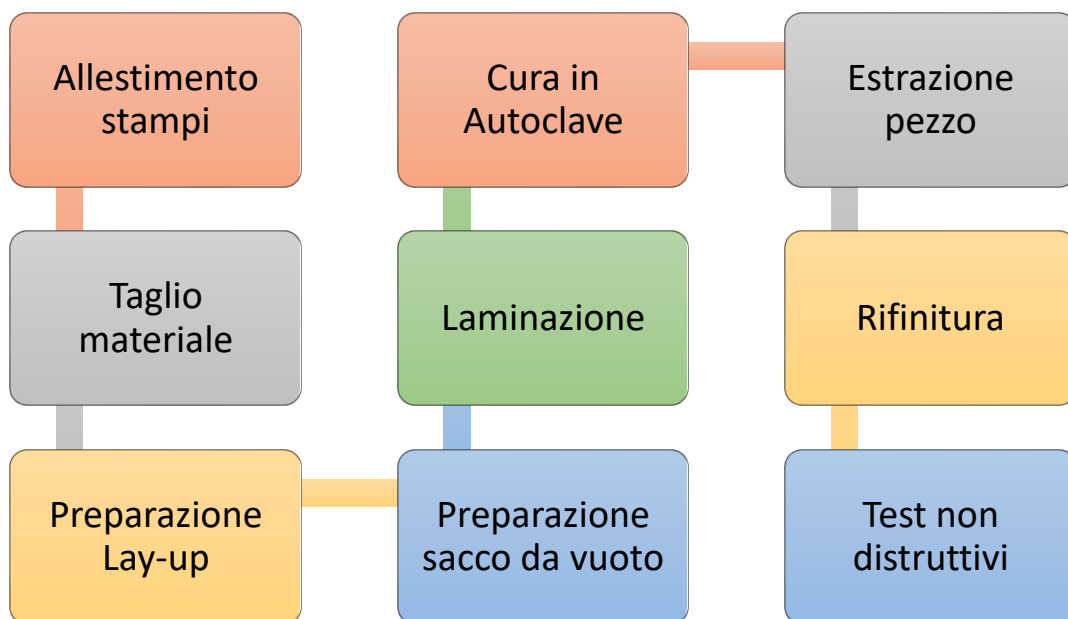 Allestimento
stampi
Taglio
materiale
Preparazione
Lay-up
Preparazione
sacco da vuoto
Laminazione
Cura in
Autoclave
Estrazione
pezzo
Rifinitura
Test non
distruttivi